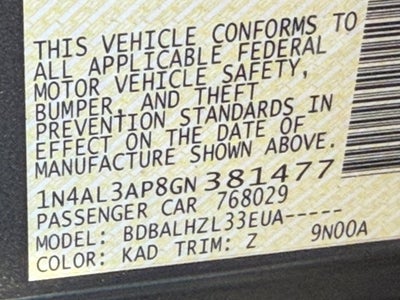 THIS VEHICLE CONFORMS TO
ALL APPLICABLE FEDERAL
MOTOR VEHICLE SAFETY,
BUMPER, AND THEFT
PREVENTION STANDARDS IN
EFFECT ON THE DATE OF
MANUFACTURE SHOWN ABOVE.
1N4AL3AP8GN381477
PASSENGER CAR 768029
MODEL: BDBALHZL33EUA-----
COLOR: KAD TRIM: Z 9N00A